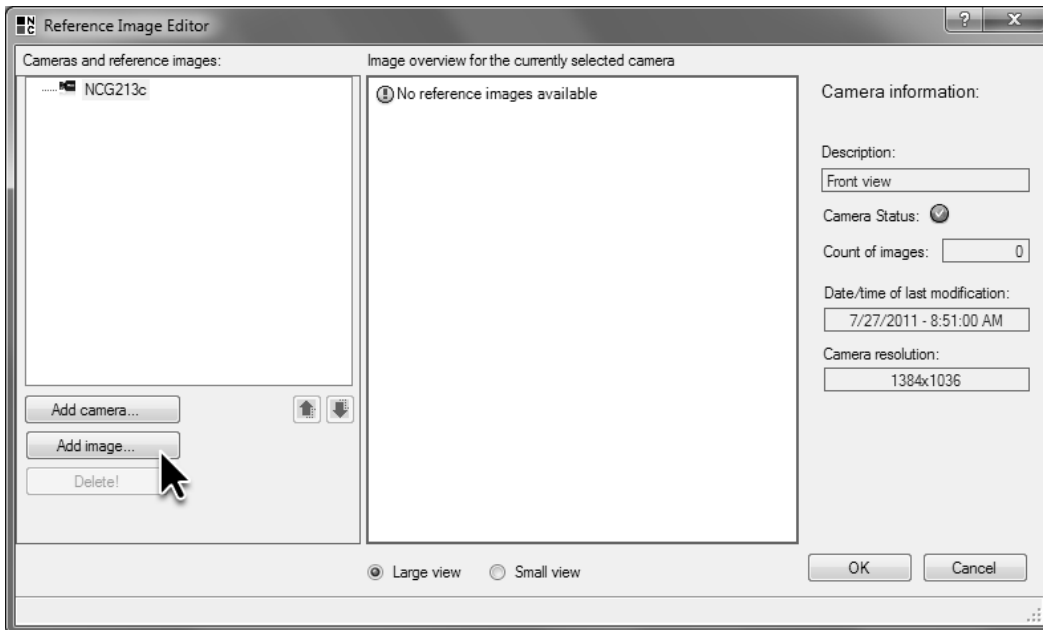 NC
Reference Image Editor
? X
Cameras and reference images:
NCG213c
Add camera...
Add image...
Delete!
Image overview for the currently selected camera
No reference images available
Large view
Small view
Camera information:
Description:
Front view
Camera Status:
Count of images:
0
Date/time of last modification:
7/27/2011 - 8:51:00 AM
Camera resolution:
1384x1036
OK
Cancel